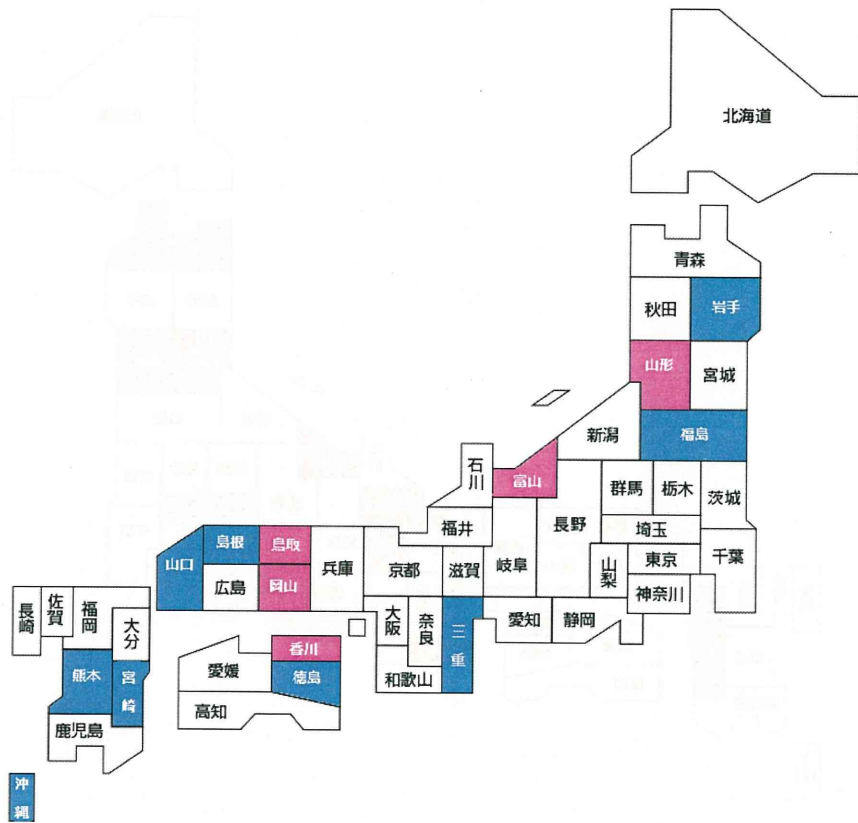 北海道
青森
秋田
岩手
山形
宮城
新潟
福島
石川
富山
群馬
栃木
茨城
福井
長野
埼玉
山口
島根
鳥取
兵庫
京都
滋賀
岐阜
山梨
東京
千葉
広島
岡山
神奈川
長崎
佐賀
福岡
大分
大阪
奈良
三重
愛知
静岡
香川
熊本
宮崎
愛媛
徳島
和歌山
鹿児島
高知
沖縄